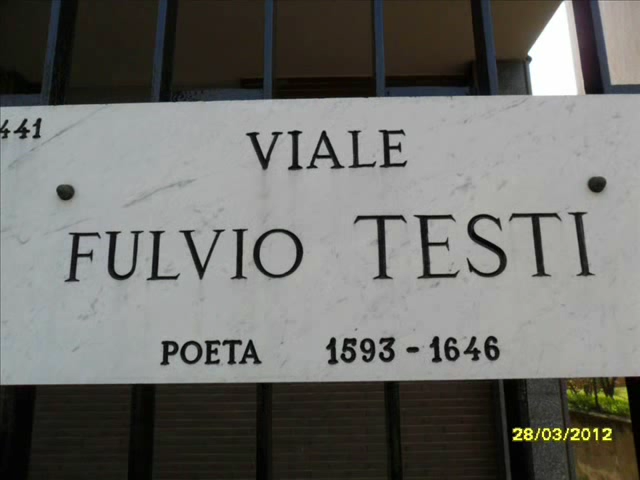 441
VIALE
FULVIO TESTI
POETA 1593-1646
28/03/2012